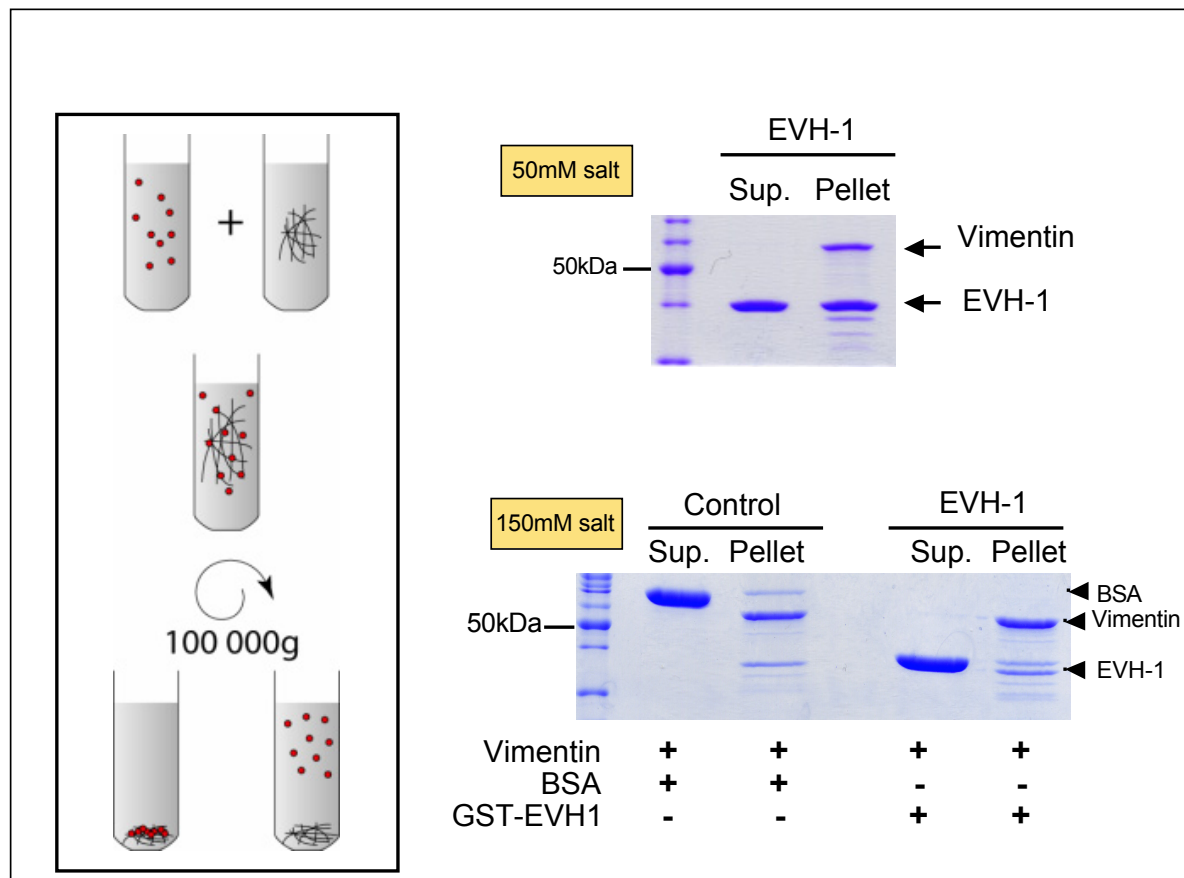 +
100 000g
EVH-1
50mM salt
Sup. Pellet
50kDa
Vimentin
EVH-1
150mM salt
Control EVH-1
Sup. Pellet Sup. Pellet
50kDa
BSA
Vimentin
EVH-1
Vimentin + + + +
BSA + + - -
GST-EVH1 - - + +